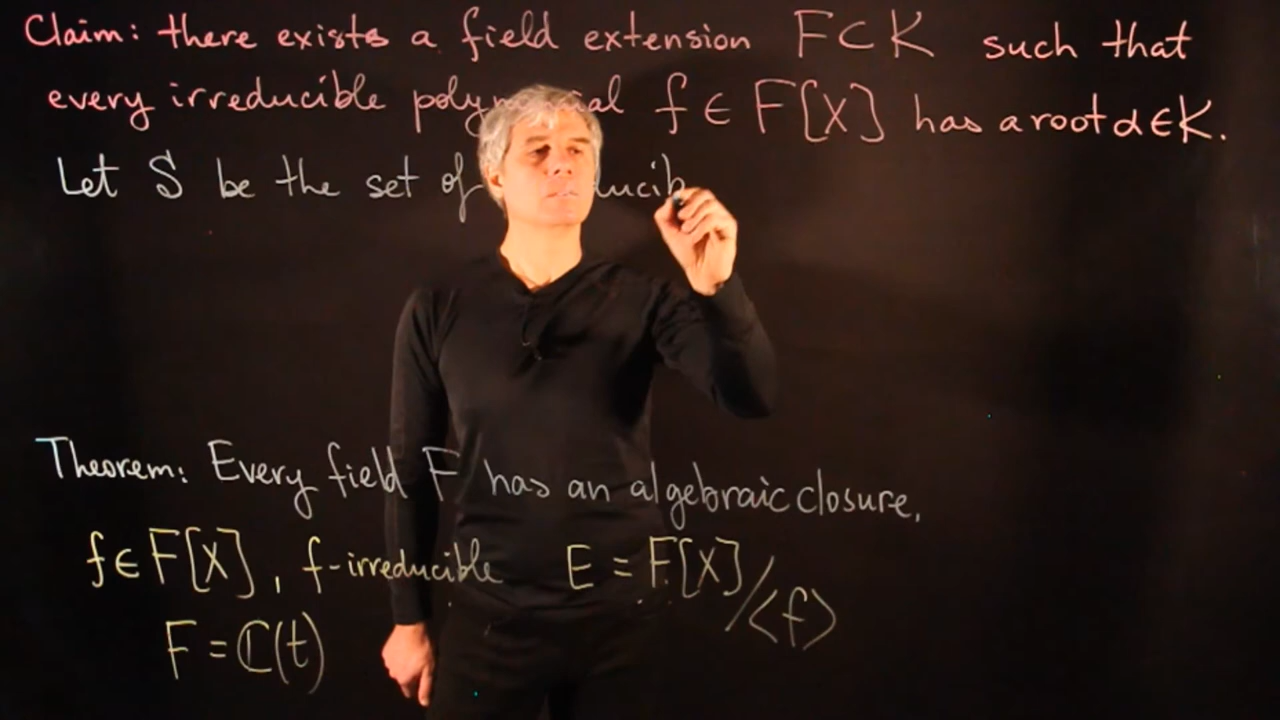 Claim: there exists a field extension F ⊂ K such that
every irreducible polynomial f ∈ F[X] has a root α ∈ K.
Let S be the set of
Theorem: Every field F has an algebraic closure.
f ∈ F[X], f-irreducible E = F[X]/<f>
F = ℂ(t)